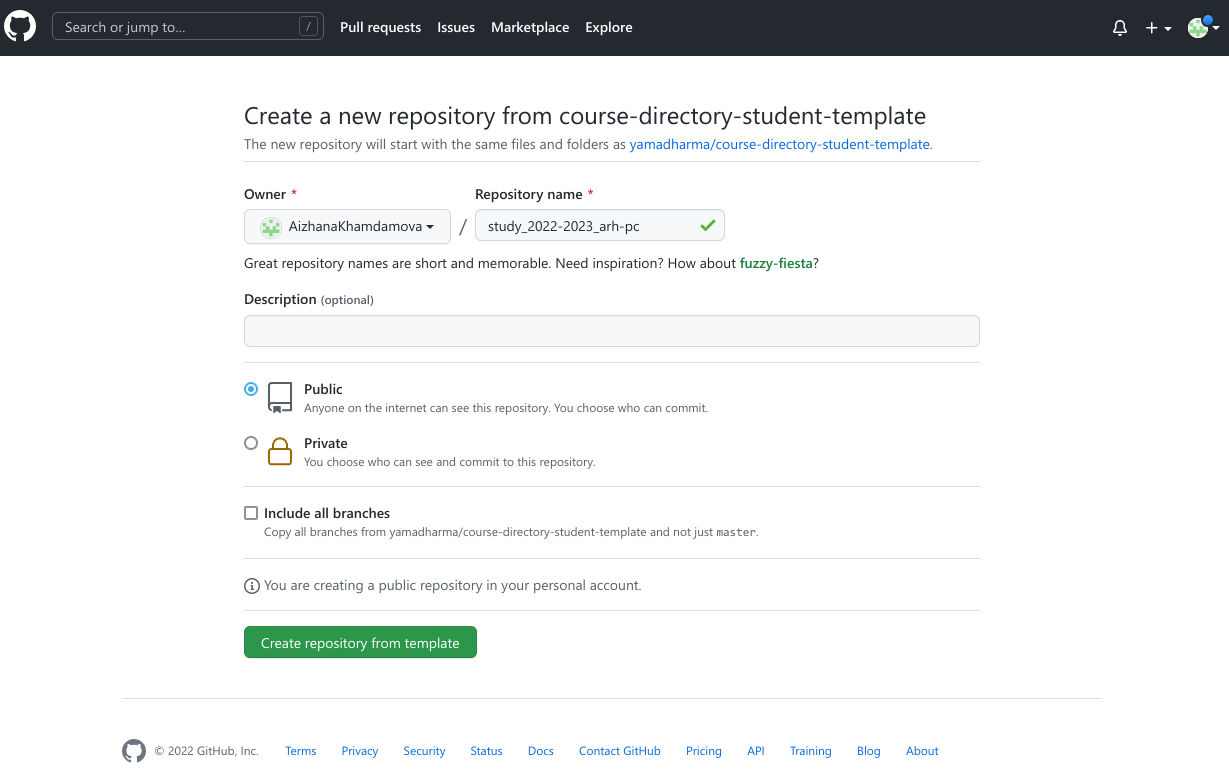 Search or jump to... /
Pull requests Issues Marketplace Explore
Create a new repository from course-directory-student-template
The new repository will start with the same files and folders as yamadharma/course-directory-student-template.
Owner * Repository name *
AizhanaKhamdamova / study_2022-2023_arh-pc
Great repository names are short and memorable. Need inspiration? How about fuzzy-fiesta?
Description (optional)
Public
Anyone on the internet can see this repository. You choose who can commit.
Private
You choose who can see and commit to this repository.
Include all branches
Copy all branches from yamadharma/course-directory-student-template and not just master.
You are creating a public repository in your personal account.
Create repository from template
© 2022 GitHub, Inc. Terms Privacy Security Status Docs Contact GitHub Pricing API Training Blog About